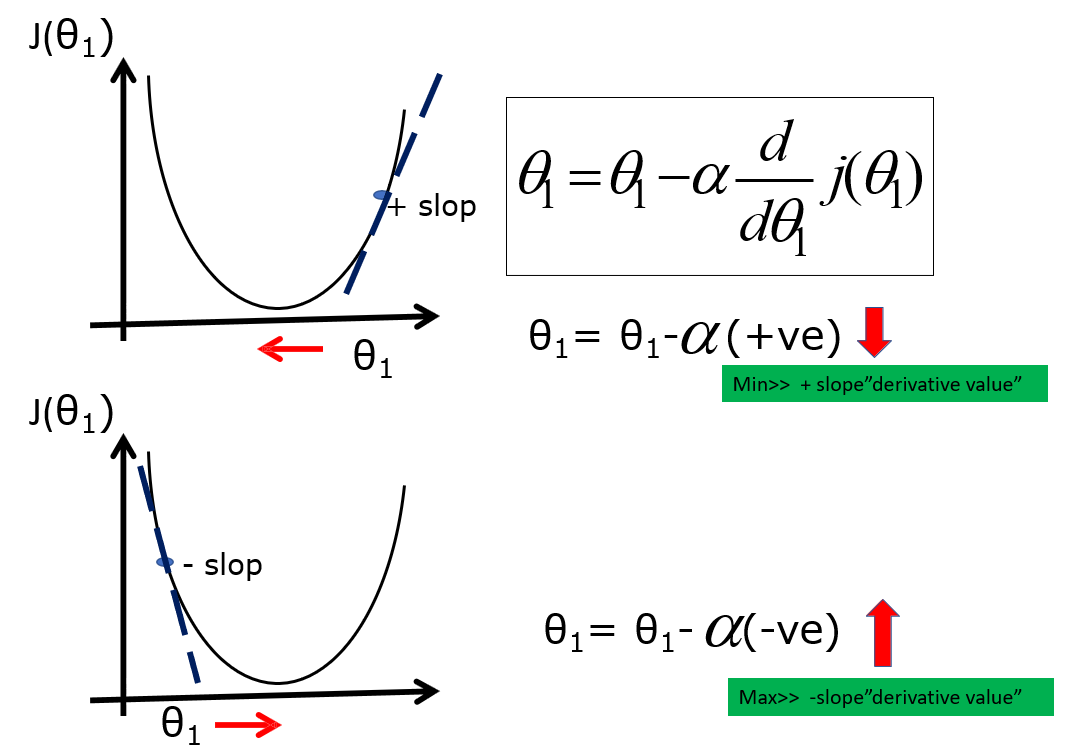 J(θ1)
+ slop
θ1 = θ1 − α d/dθ1 j(θ1)
θ1= θ1-α(+ve)
θ1
Min>> + slope”derivative value”
J(θ1)
- slop
θ1= θ1- α(-ve)
Max>> -slope”derivative value”
θ1